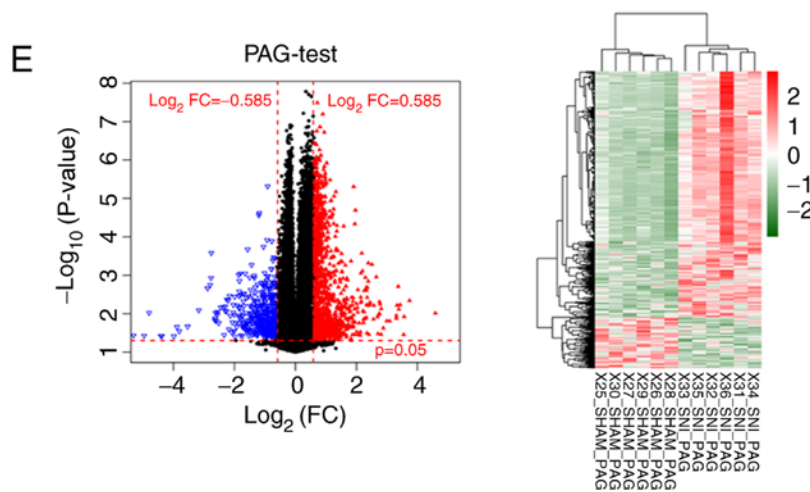 E
PAG-test
Log2 FC=−0.585
Log2 FC=0.585
8
7
6
5
4
3
2
1
−Log10 (P-value)
p=0.05
−4
−2
0
2
4
Log2 (FC)
2
1
0
−1
−2
X25_SHAM_PAG
X30_SHAM_PAG
X27_SHAM_PAG
X29_SHAM_PAG
X26_SHAM_PAG
X28_SHAM_PAG
X33_SNI_PAG
X35_SNI_PAG
X32_SNI_PAG
X36_SNI_PAG
X31_SNI_PAG
X34_SNI_PAG